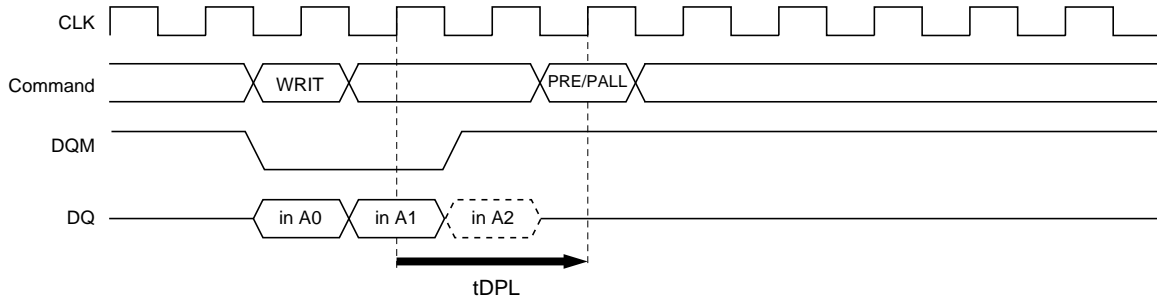 CLK
Command
WRIT
PRE/PALL
DQM
DQ
in A0
in A1
in A2
tDPL